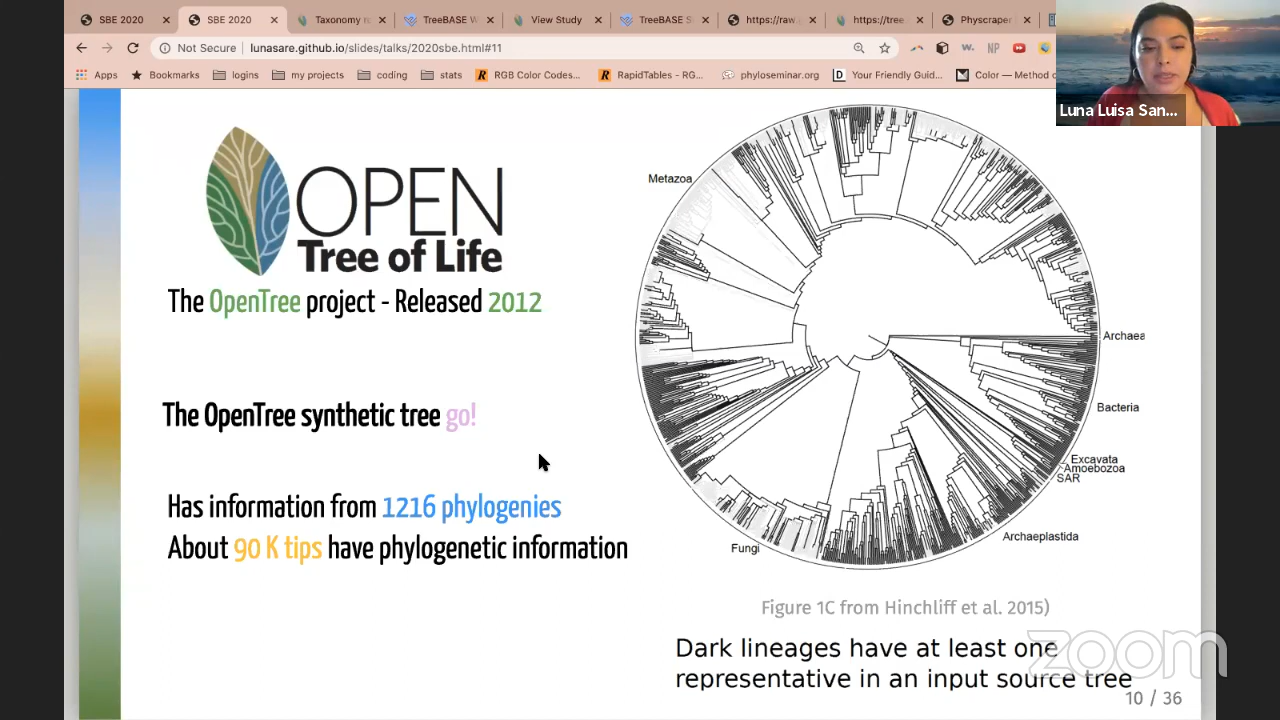 SBE 2020
SBE 2020
Taxonomy
TreeBASE W
View Study
TreeBASE S
https://raw
https://tree
Physcraper
Not Secure
lunasare.github.io/slides/talks/2020sbe.html#11
Apps
Bookmarks
logins
my projects
coding
stats
RGB Color Codes...
RapidTables - RG...
phyloseminar.org
Your Friendly Guid...
Color — Method
Luna Luisa San...
OPEN
Tree of Life
The OpenTree project - Released 2012
The OpenTree synthetic tree go!
Has information from 1216 phylogenies
About 90 K tips have phylogenetic information
Metazoa
Archaea
Bacteria
Excavata
Amoebozoa
SAR
Archaeplastida
Fungi
Figure 1C from Hinchliff et al. 2015)
Dark lineages have at least one
representative in an input source tree
zoom
10 / 36